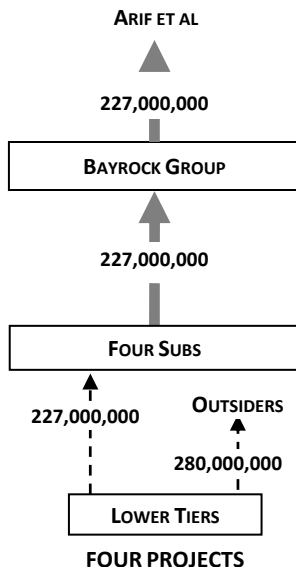 ARIF ET AL
227,000,000
BAYROCK GROUP
227,000,000
FOUR SUBS
OUTSIDERS
227,000,000
280,000,000
LOWER TIERS
FOUR PROJECTS